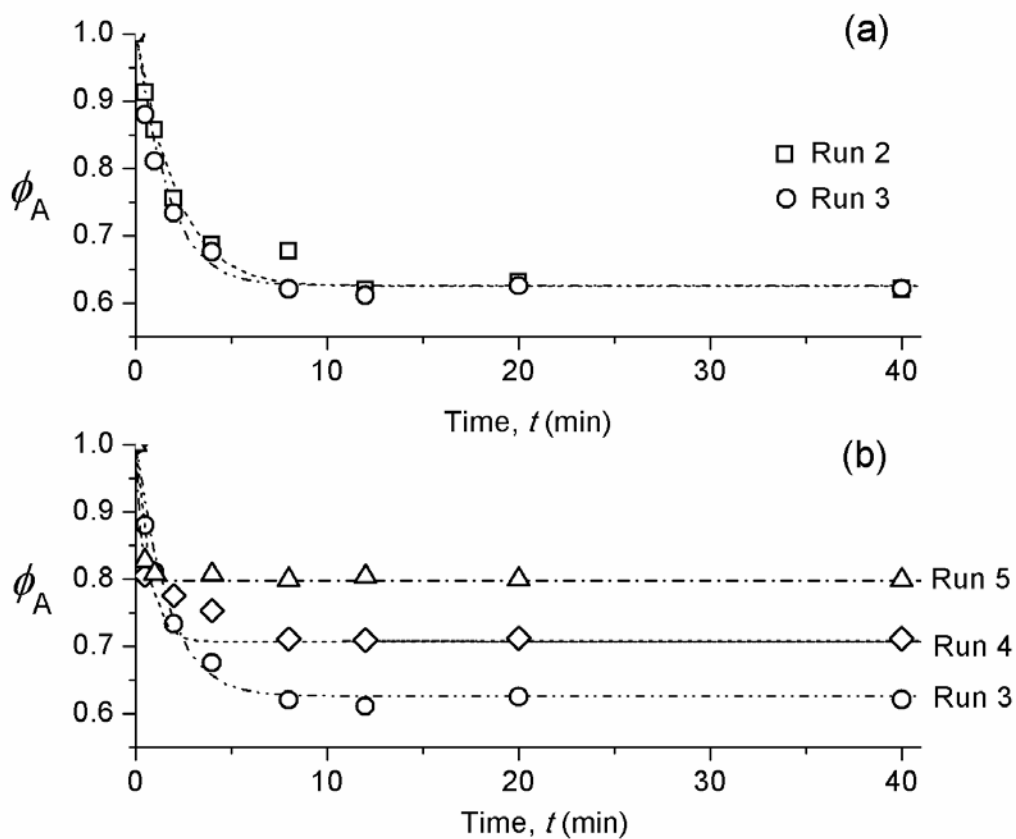 (a)
1.0
0.9
0.8
0.7
0.6
ϕA
□ Run 2
○ Run 3
0 10 20 30 40
Time, t (min)
(b)
1.0
0.9
0.8
0.7
0.6
ϕA
Run 5
Run 4
Run 3
0 10 20 30 40
Time, t (min)